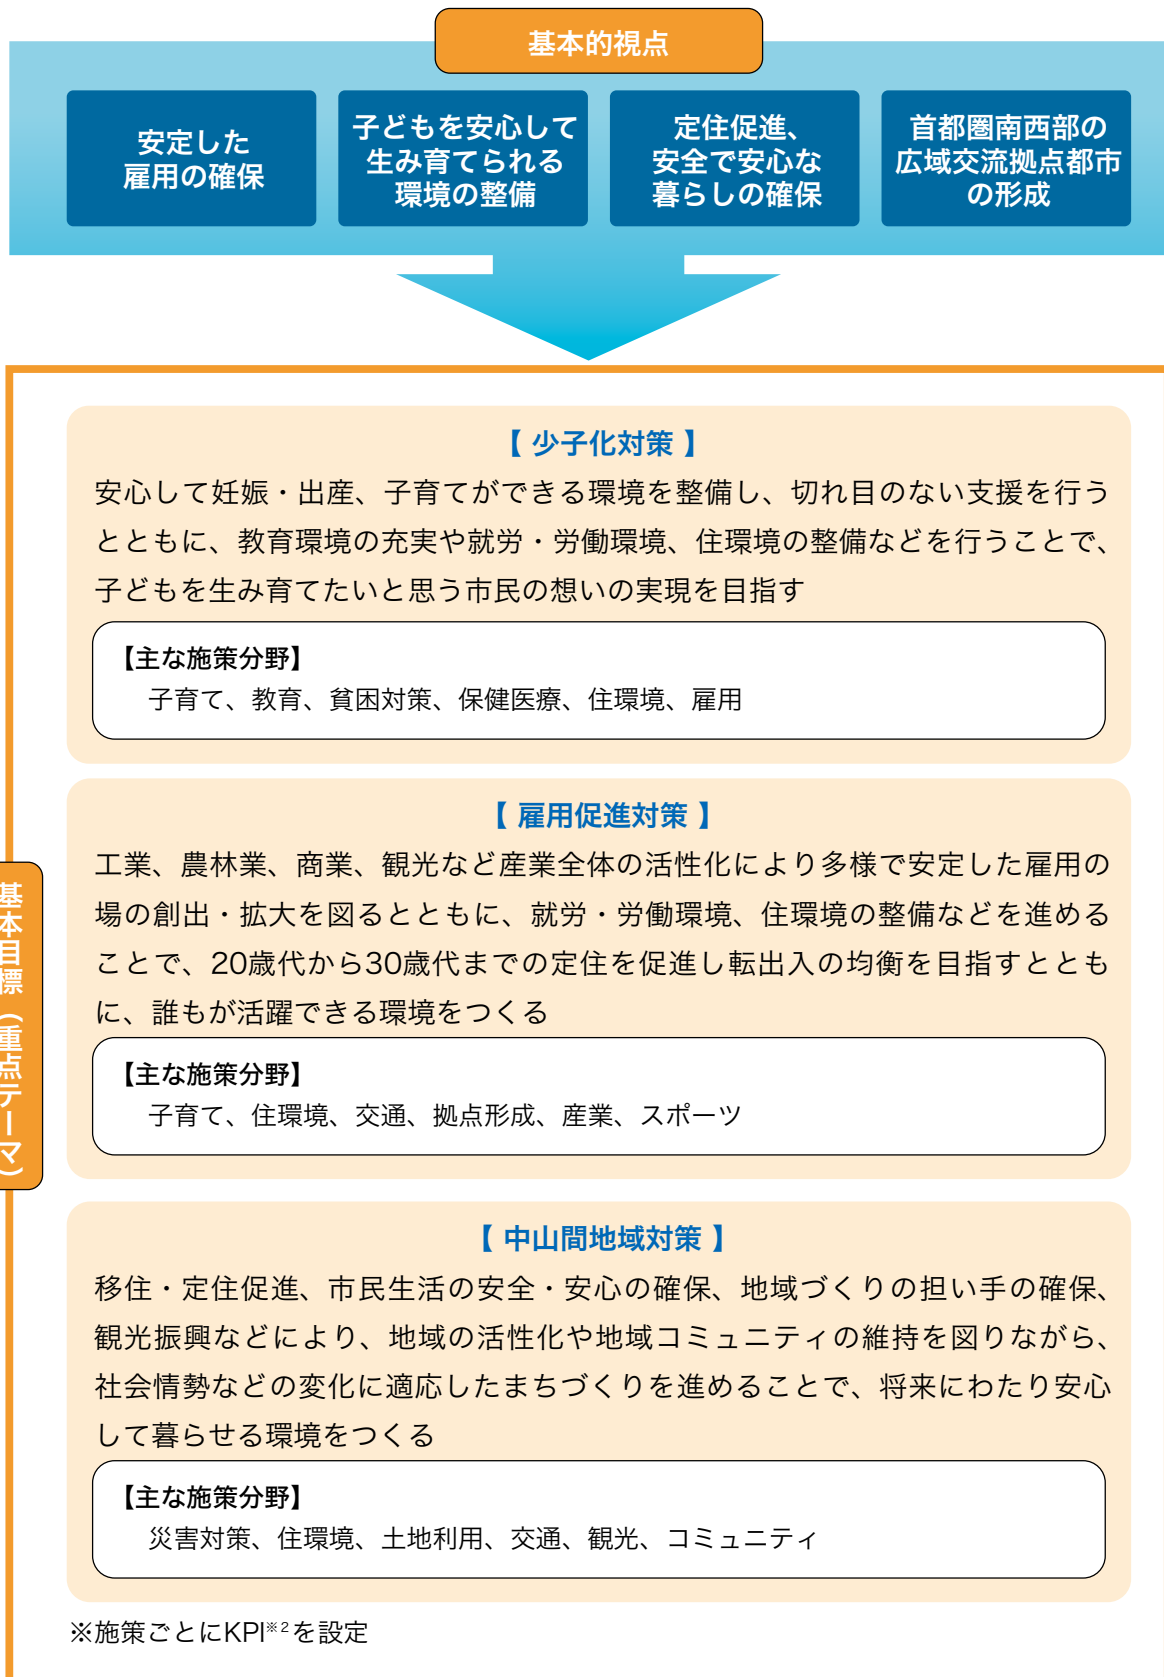 基本的視点
安定した
雇用の確保
子どもを安心して
生み育てられる
環境の整備
定住促進、
安全で安心な
暮らしの確保
首都圏南西部の
広域交流拠点都市
の形成
基本目標（重点テーマ）
【 少子化対策 】
安心して妊娠・出産、子育てができる環境を整備し、切れ目のない支援を行う
とともに、教育環境の充実や就労・労働環境、住環境の整備などを行うことで、
子どもを生み育てたいと思う市民の想いの実現を目指す
【主な施策分野】
子育て、教育、貧困対策、保健医療、住環境、雇用
【 雇用促進対策 】
工業、農林業、商業、観光など産業全体の活性化により多様で安定した雇用の
場の創出・拡大を図るとともに、就労・労働環境、住環境の整備などを進める
ことで、20歳代から30歳代までの定住を促進し転出入の均衡を目指すととも
に、誰もが活躍できる環境をつくる
【主な施策分野】
子育て、住環境、交通、拠点形成、産業、スポーツ
【 中山間地域対策 】
移住・定住促進、市民生活の安全・安心の確保、地域づくりの担い手の確保、
観光振興などにより、地域の活性化や地域コミュニティの維持を図りながら、
社会情勢などの変化に適応したまちづくりを進めることで、将来にわたり安心
して暮らせる環境をつくる
【主な施策分野】
災害対策、住環境、土地利用、交通、観光、コミュニティ
※施策ごとにKPI※2を設定